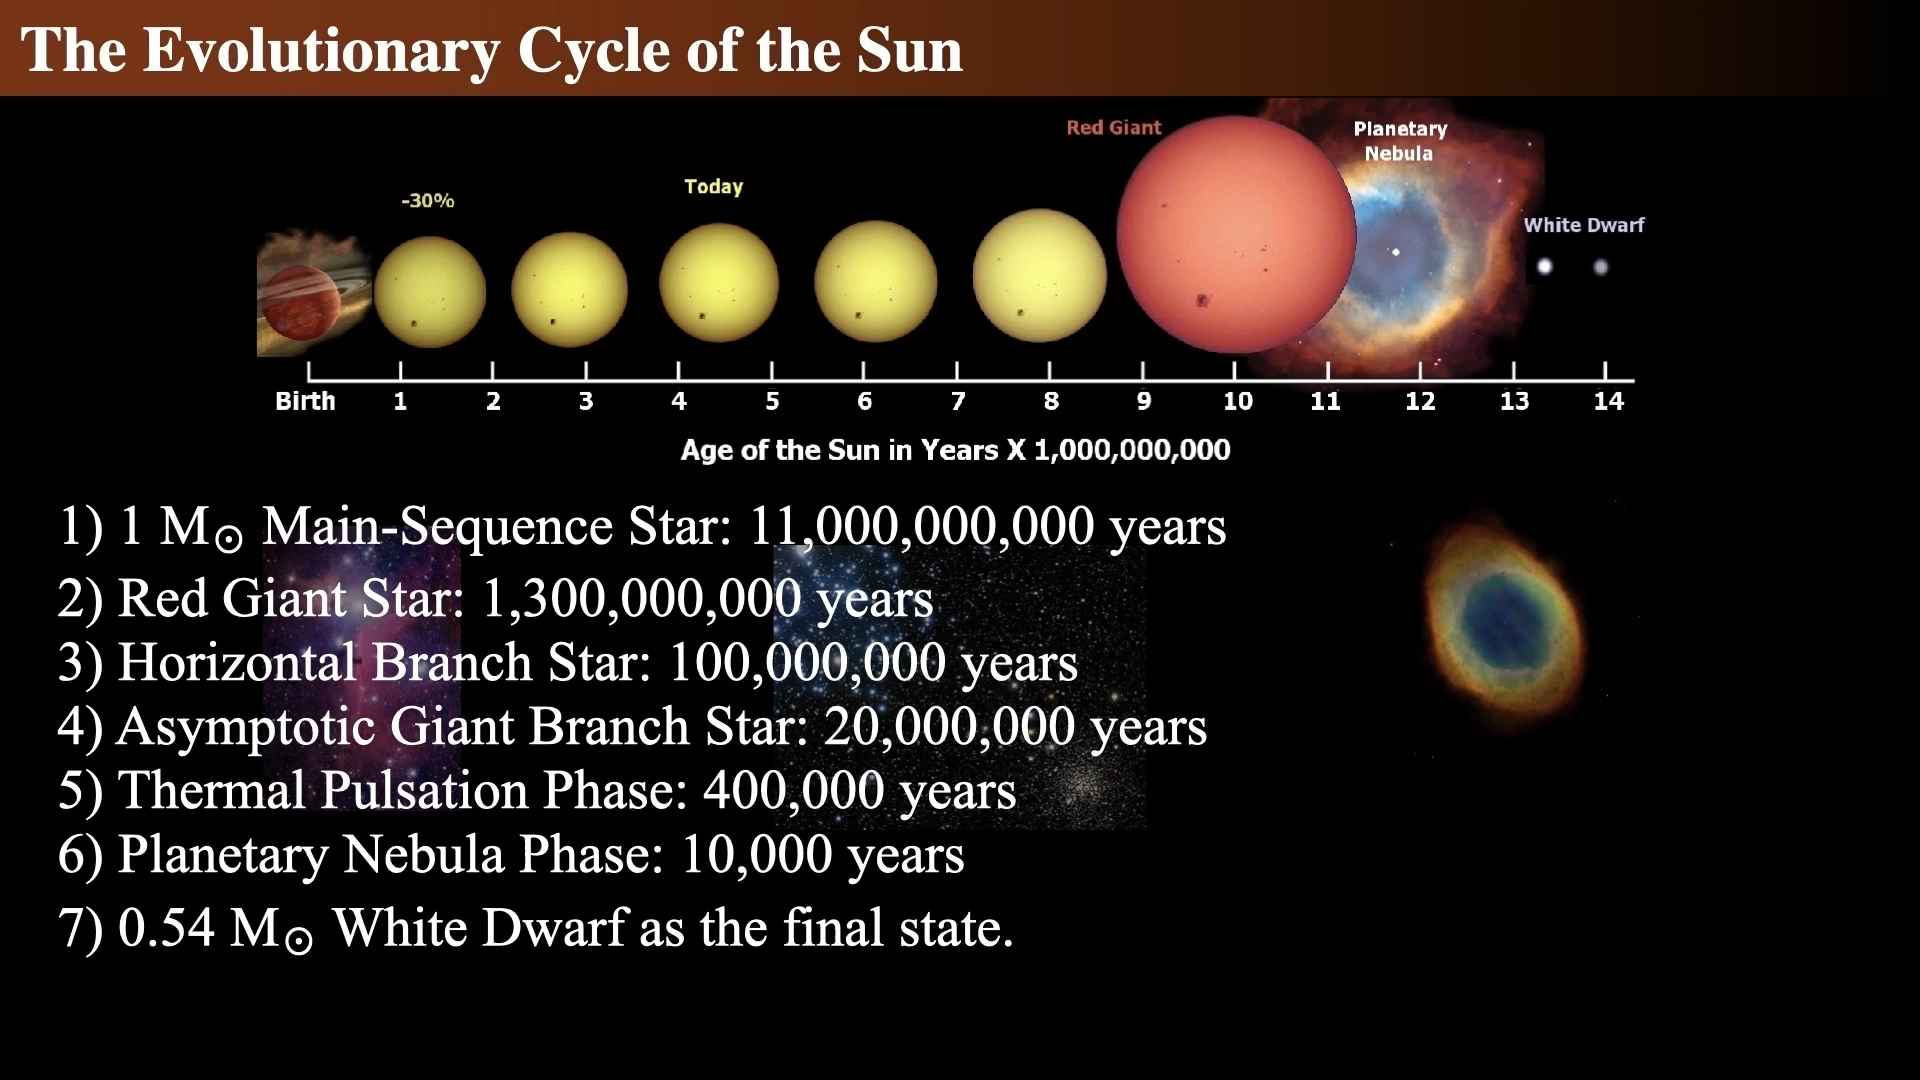 The Evolutionary Cycle of the Sun
Red Giant
Planetary
Nebula
-30%
Today
White Dwarf
Birth 1 2 3 4 5 6 7 8 9 10 11 12 13 14
Age of the Sun in Years X 1,000,000,000
1) 1 M☉ Main-Sequence Star: 11,000,000,000 years
2) Red Giant Star: 1,300,000,000 years
3) Horizontal Branch Star: 100,000,000 years
4) Asymptotic Giant Branch Star: 20,000,000 years
5) Thermal Pulsation Phase: 400,000 years
6) Planetary Nebula Phase: 10,000 years
7) 0.54 M☉ White Dwarf as the final state.